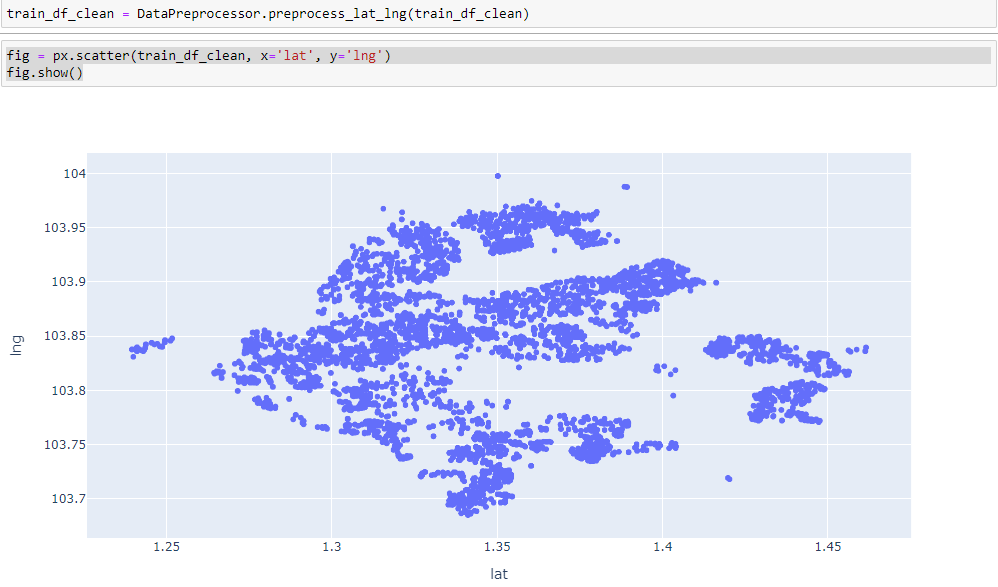 train_df_clean = DataPreprocessor.preprocess_lat_lng(train_df_clean)
fig = px.scatter(train_df_clean, x='lat', y='lng')
fig.show()
104
103.95
103.9
103.85
103.8
103.75
103.7
lng
1.25
1.3
1.35
1.4
1.45
lat